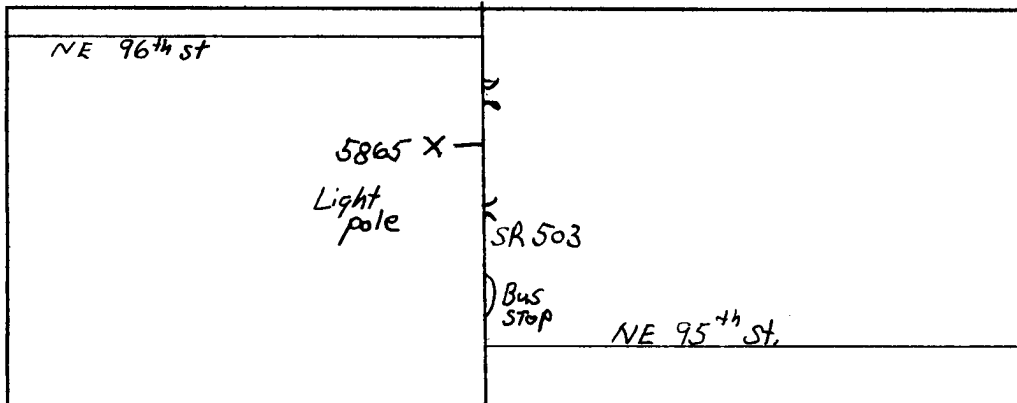 NE 96th st
5865 X
Light
pole
SR 503
Bus
STOP
NE 95th St.